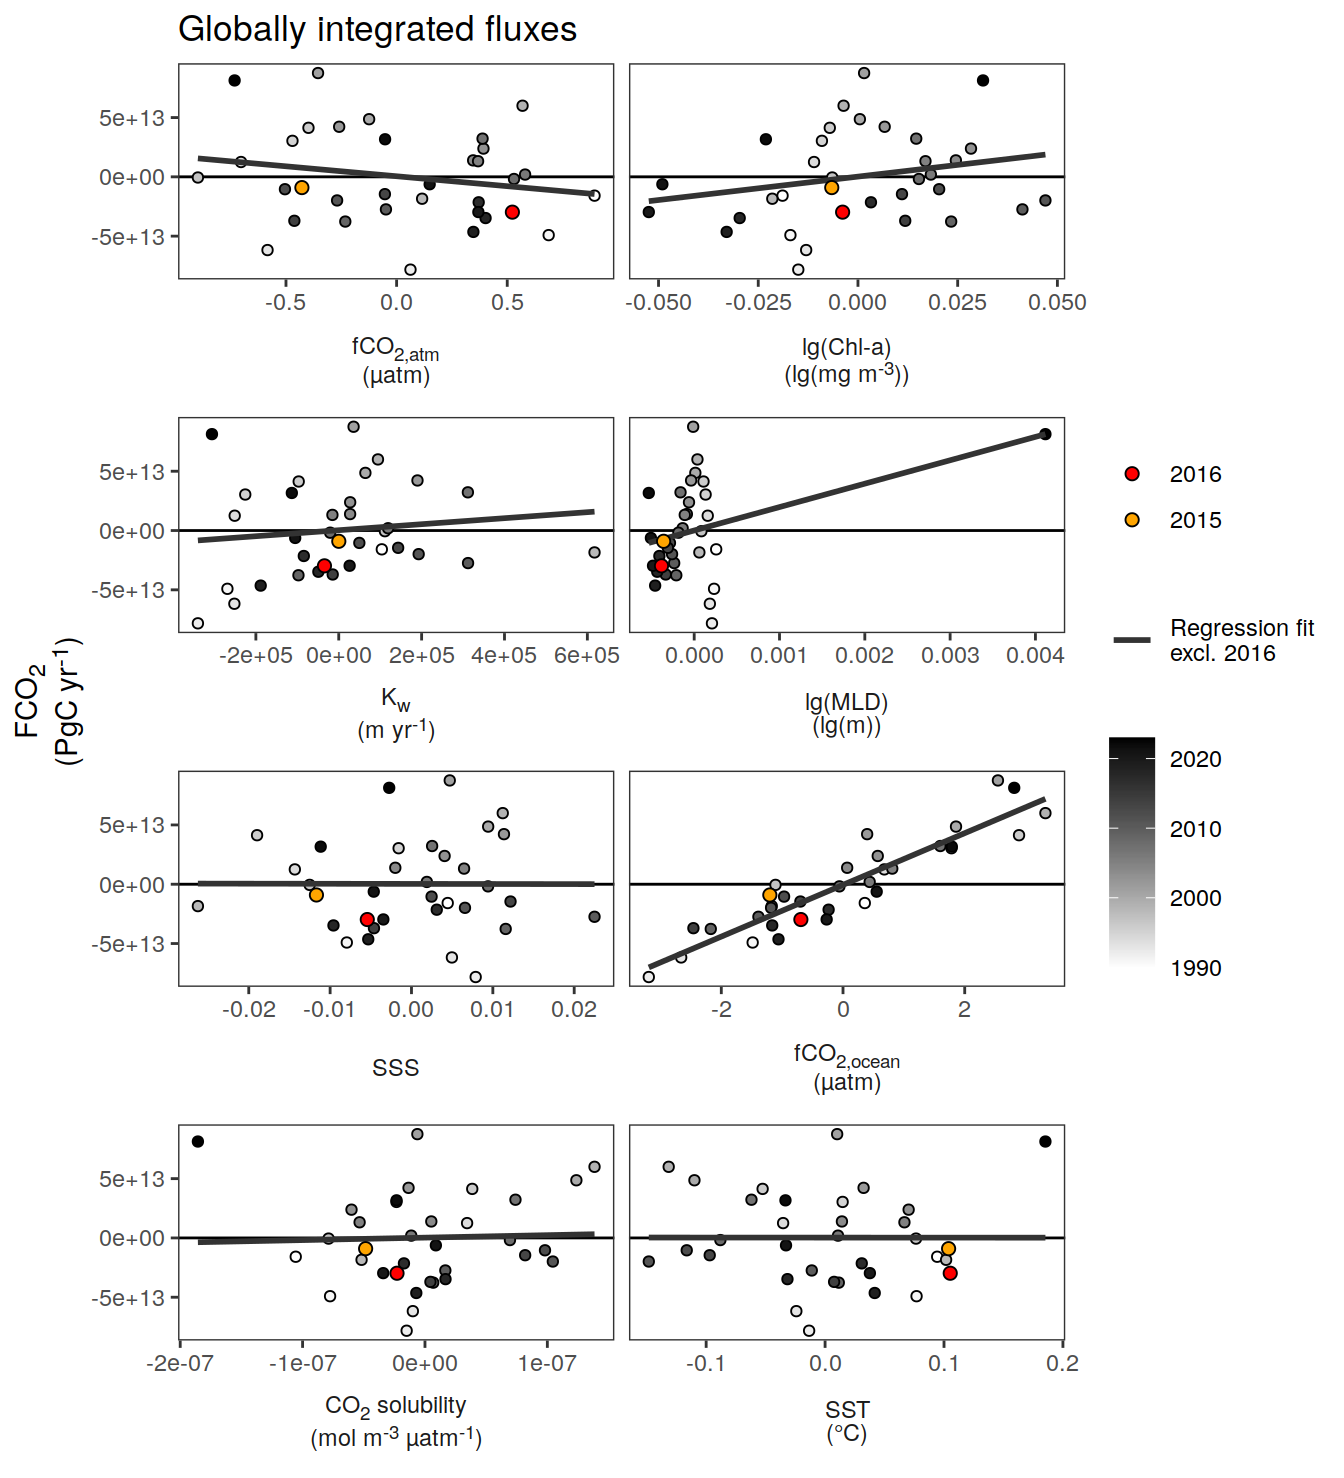 Globally integrated fluxes
5e+13
0e+00
-5e+13
-0.5 0.0 0.5
-0.050 -0.025 0.000 0.025 0.050
fCO2,atm
(µatm)
lg(Chl-a)
(lg(mg m-3))
5e+13
0e+00
-5e+13
-2e+05 0e+00 2e+05 4e+05 6e+05
0.000 0.001 0.002 0.003 0.004
Kw
(m yr-1)
lg(MLD)
(lg(m))
FCO2
(PgC yr-1)
5e+13
0e+00
-5e+13
-0.02 -0.01 0.00 0.01 0.02
-2 0 2
SSS
fCO2,ocean
(µatm)
5e+13
0e+00
-5e+13
-2e-07 -1e-07 0e+00 1e-07
-0.1 0.0 0.1 0.2
CO2 solubility
(mol m-3 µatm-1)
SST
(°C)
2016
2015
Regression fit
excl. 2016
2020
2010
2000
1990